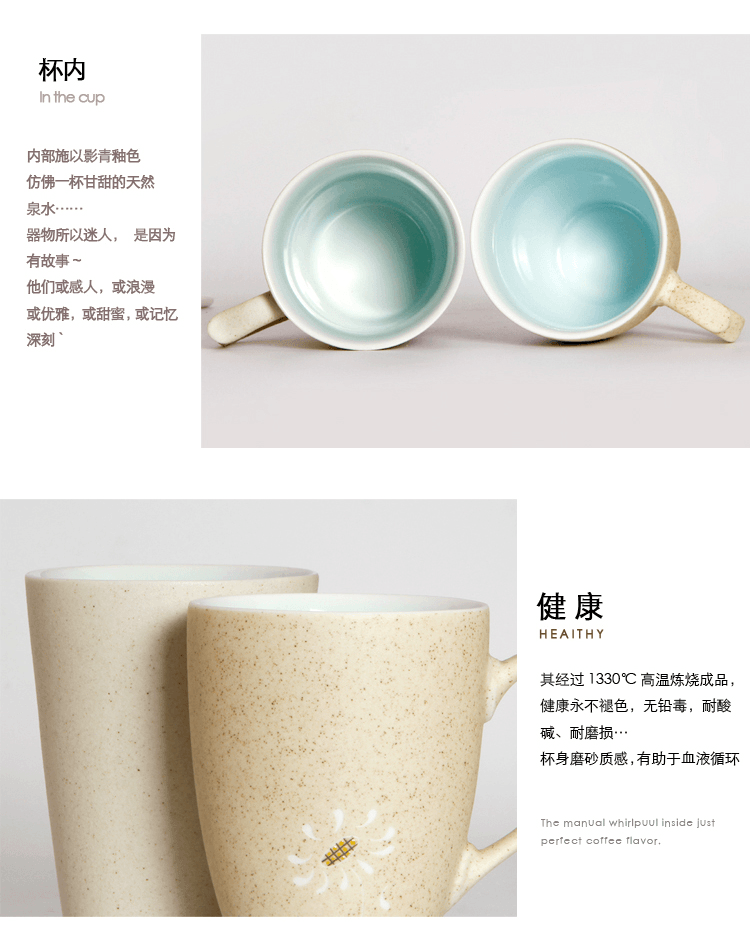 杯内
In the cup
内部施以影青釉色
仿佛一杯甘甜的天然
泉水……
器物所以迷人， 是因为
有故事~
他们或感人，或浪漫
或优雅，或甜蜜，或记忆
深刻`
健康
HEAITHY
其经过1330℃高温炼烧成品，
健康永不褪色，无铅毒，耐酸
碱、耐磨损…
杯身磨砂质感，有助于血液循环
The manual whirlpuul inside just
perfect coffee flavor.